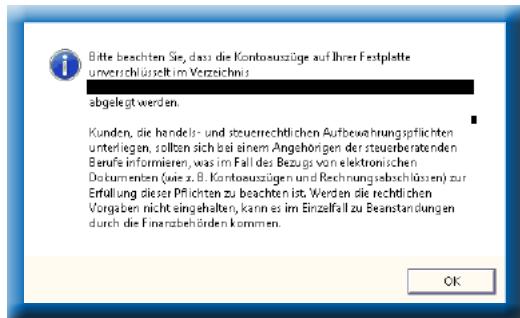 Bitte beachten Sie, dass die Kontoauszüge auf Ihrer Festplatte
unverschlüsselt im Verzeichnis
abgelegt werden.
Kunden, die handels- und steuerrechtlichen Aufbewahrungspflichten
unterliegen, sollten sich bei einem Angehörigen der steuerberatenden
Berufe informieren, was im Fall des Bezugs von elektronischen
Dokumenten (wie z. B. Kontoauszügen und Rechnungsabschlüssen) zur
Erfüllung dieser Pflichten zu beachten ist. Werden die rechtlichen
Vorgaben nicht eingehalten, kann es im Einzelfall zu Beanstandungen
durch die Finanzbehörden kommen.
OK